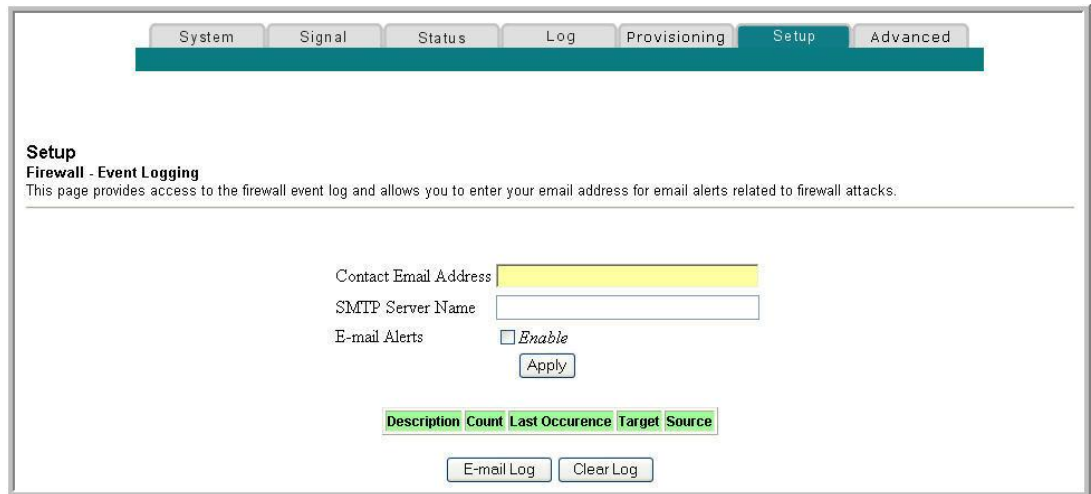 System Signal Status Log Provisioning Setup Advanced
Setup
Firewall - Event Logging
This page provides access to the firewall event log and allows you to enter your email address for email alerts related to firewall attacks.
Contact Email Address
SMTP Server Name
E-mail Alerts Enable
Apply
Description Count Last Occurence Target Source
E-mail Log Clear Log